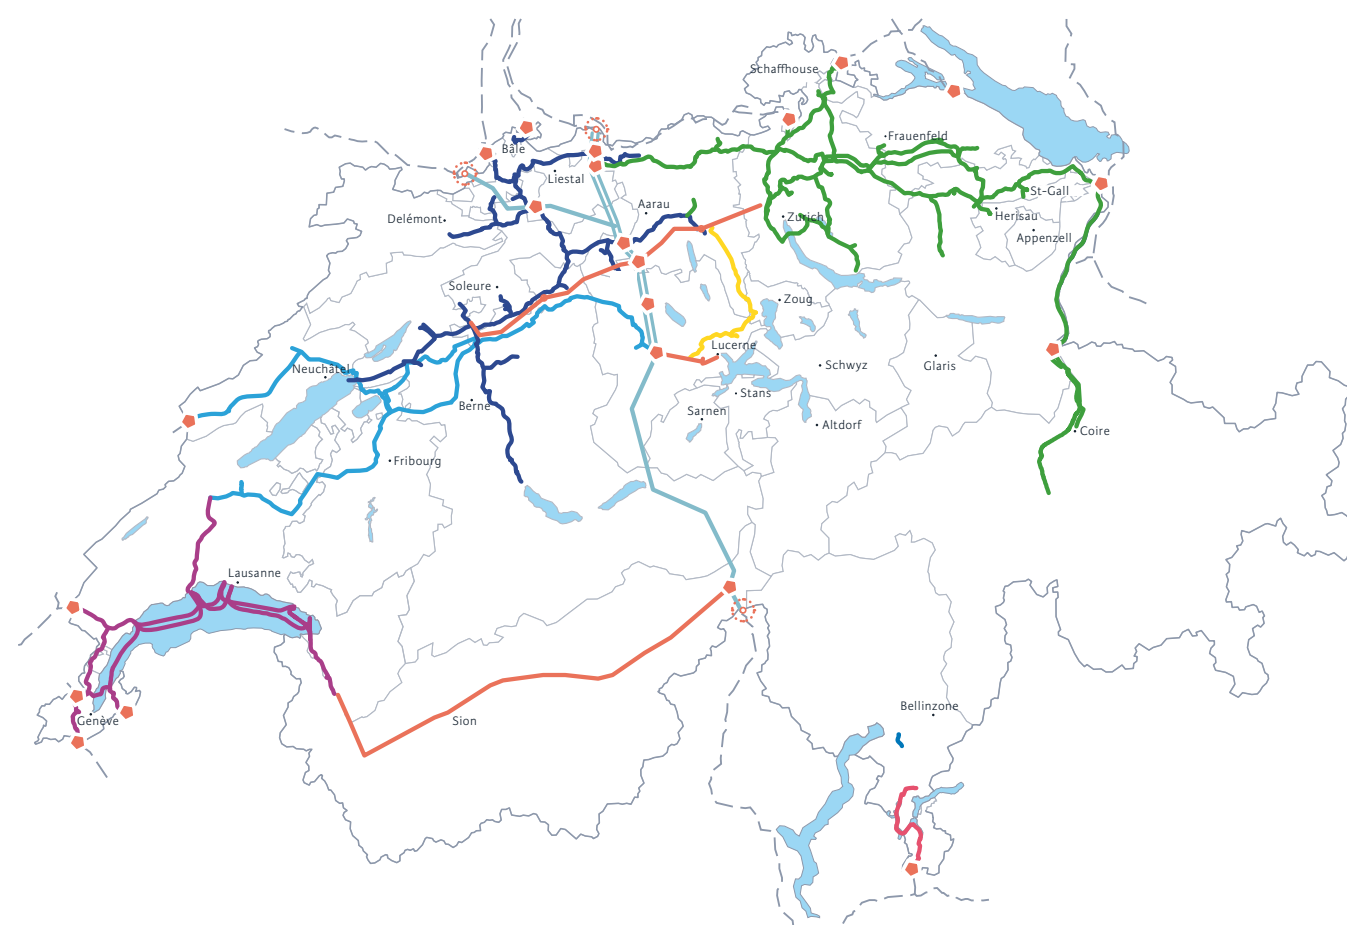 Schaffhouse
Frauenfeld
Bâle
Liestal
St-Gall
Aarau
Delémont
Zurich
Herisau
Appenzell
Soleure
Zoug
Lucerne
Neuchâtel
Schwyz
Glaris
Stans
Berne
Sarnen
Altdorf
Coire
Fribourg
Lausanne
Bellinzone
Genève
Sion